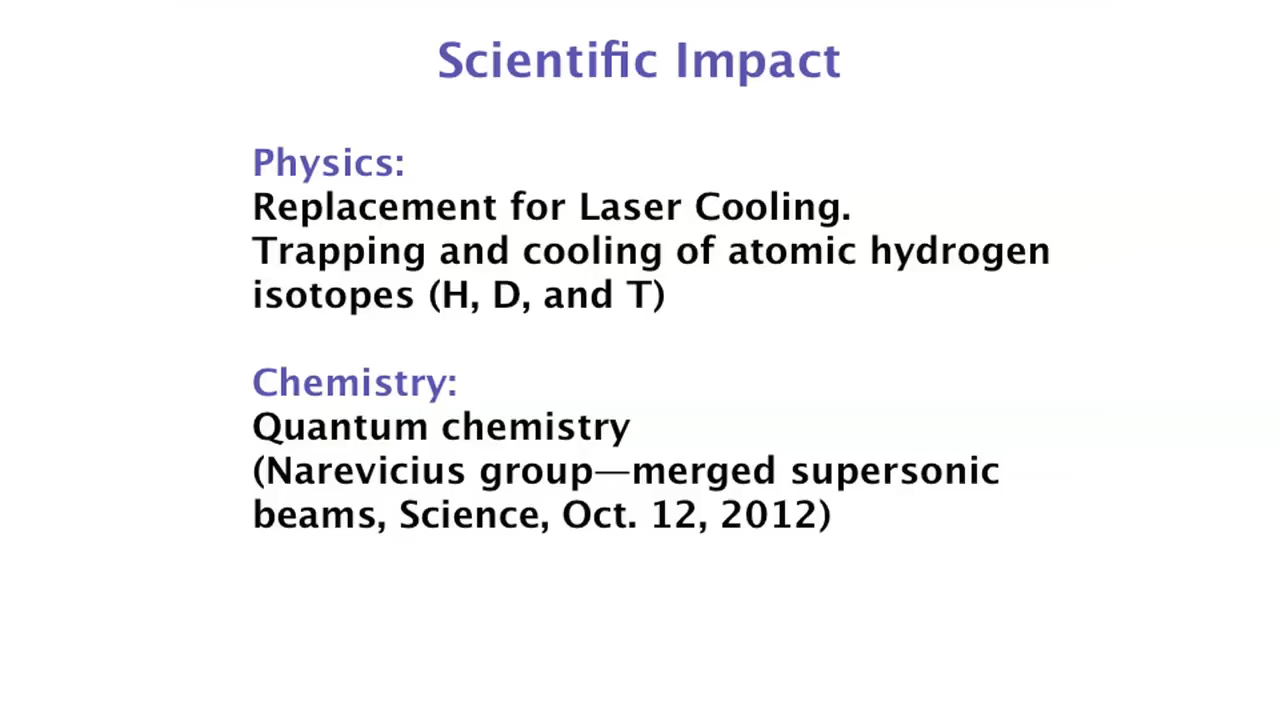 Scientific Impact
Physics:
Replacement for Laser Cooling.
Trapping and cooling of atomic hydrogen
isotopes (H, D, and T)
Chemistry:
Quantum chemistry
(Narevicius group—merged supersonic
beams, Science, Oct. 12, 2012)